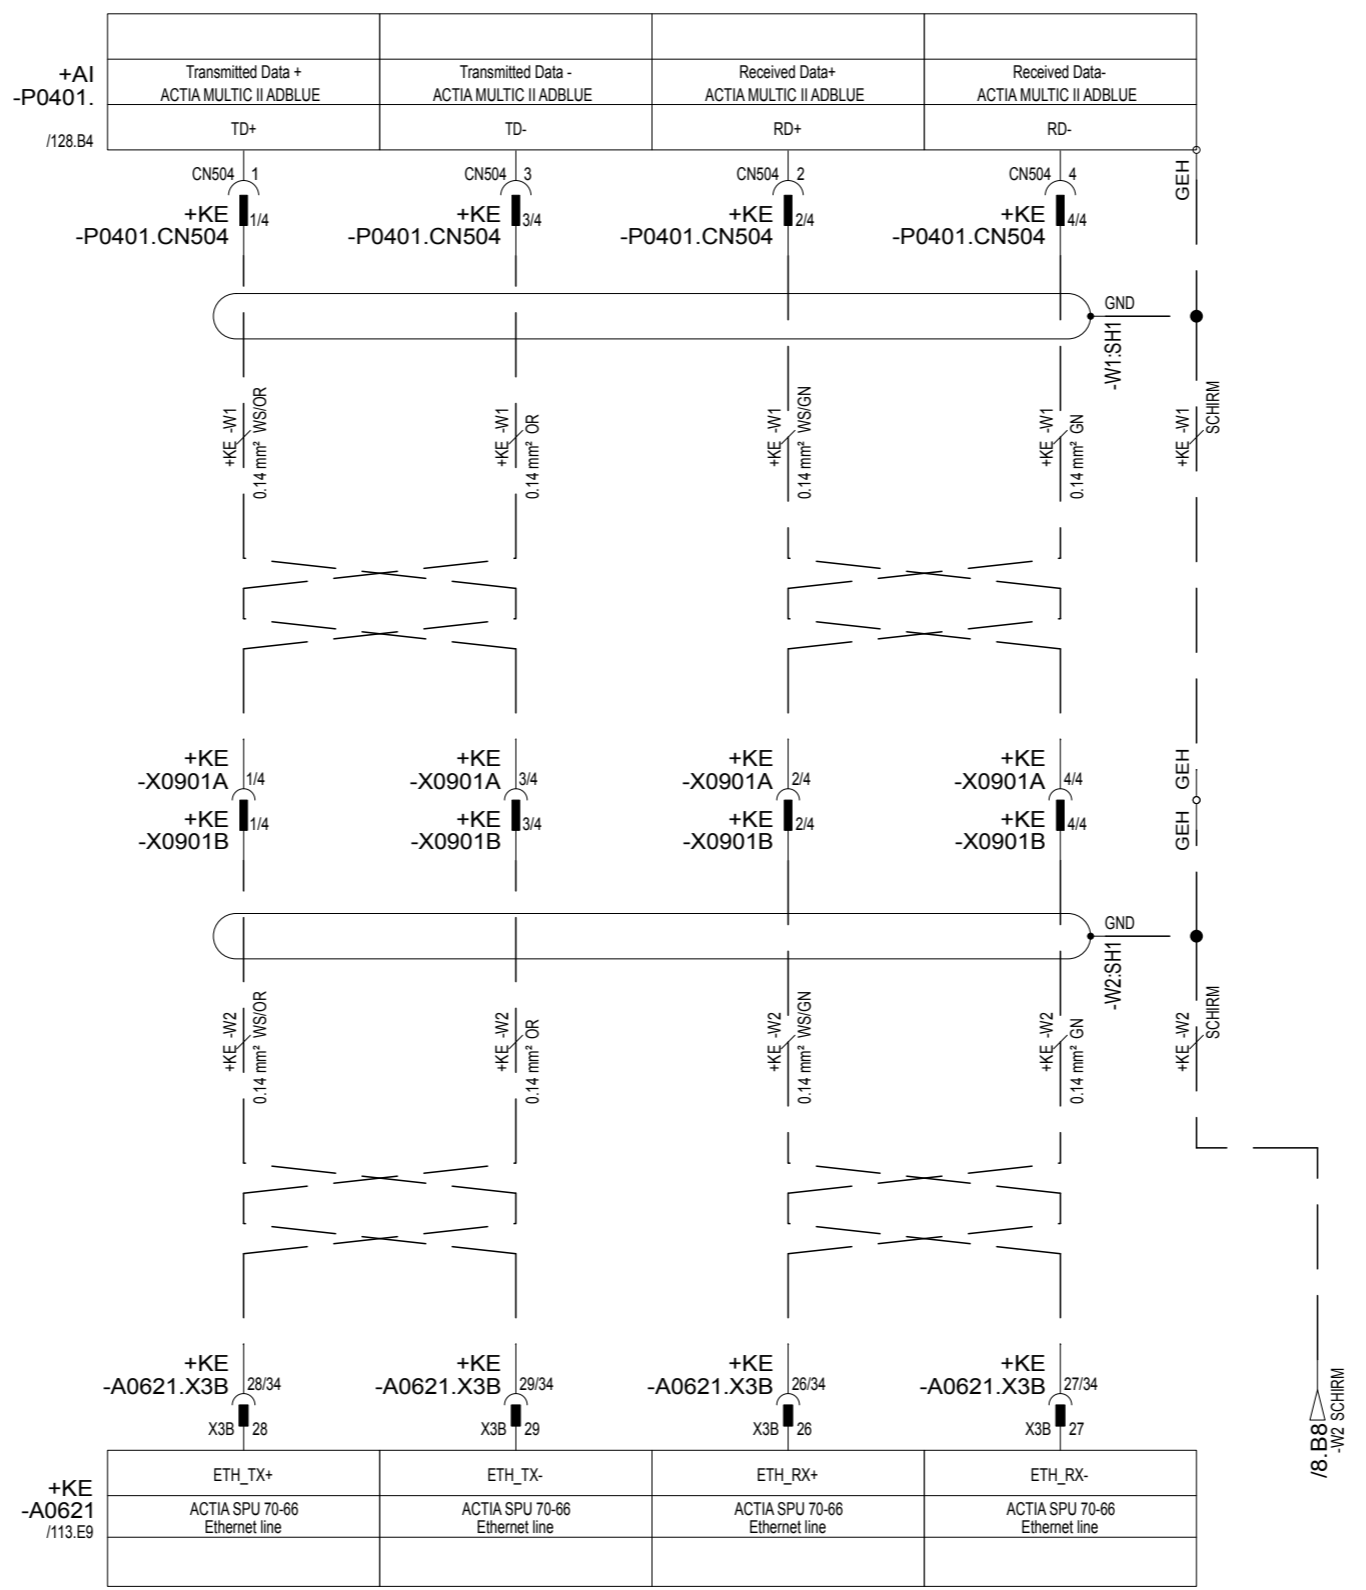 +AI
-P0401.
/128.B4
Transmitted Data +
ACTIA MULTIC II ADBLUE
Transmitted Data -
ACTIA MULTIC II ADBLUE
Received Data+
ACTIA MULTIC II ADBLUE
Received Data-
ACTIA MULTIC II ADBLUE
TD+
TD-
RD+
RD-
CN504 1
CN504 3
CN504 2
CN504 4
GEH
+KE
-P0401.CN504
1/4
+KE
-P0401.CN504
3/4
+KE
-P0401.CN504
2/4
+KE
-P0401.CN504
4/4
GND
-W1:SH1
+KE -W1
0.14 mm² WS/OR
+KE -W1
0.14 mm² OR
+KE -W1
0.14 mm² WS/GN
+KE -W1
0.14 mm² GN
+KE -W1
SCHIRM
+KE
-X0901A
1/4
+KE
-X0901A
3/4
+KE
-X0901A
2/4
+KE
-X0901A
4/4
GEH
+KE
-X0901B
1/4
+KE
-X0901B
3/4
+KE
-X0901B
2/4
+KE
-X0901B
4/4
GEH
GND
-W2:SH1
+KE -W2
0.14 mm² WS/OR
+KE -W2
0.14 mm² OR
+KE -W2
0.14 mm² WS/GN
+KE -W2
0.14 mm² GN
+KE -W2
SCHIRM
+KE
-A0621.X3B
28/34
+KE
-A0621.X3B
29/34
+KE
-A0621.X3B
26/34
+KE
-A0621.X3B
27/34
X3B 28
X3B 29
X3B 26
X3B 27
/8.B8
-W2 SCHIRM
+KE
-A0621
/113.E9
ETH_TX+
ETH_TX-
ETH_RX+
ETH_RX-
ACTIA SPU 70-66
Ethernet line
ACTIA SPU 70-66
Ethernet line
ACTIA SPU 70-66
Ethernet line
ACTIA SPU 70-66
Ethernet line